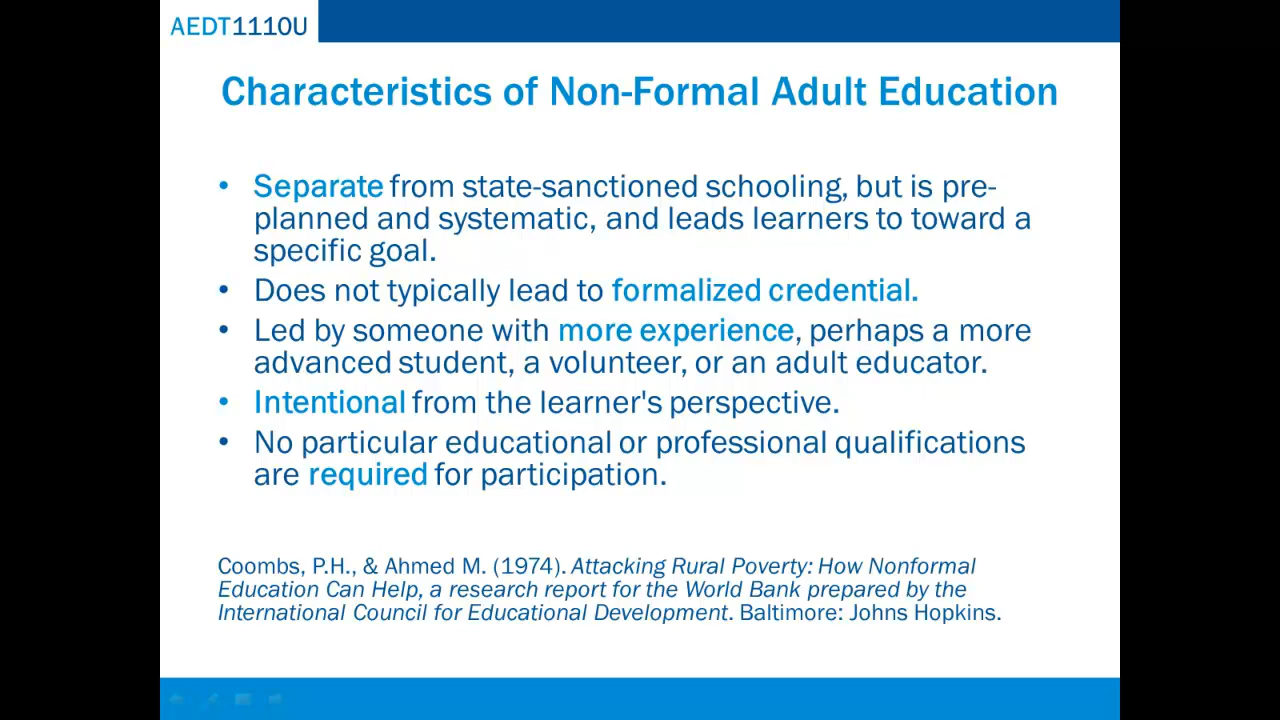 AEDT1110U
Characteristics of Non-Formal Adult Education
• Separate from state-sanctioned schooling, but is pre-
planned and systematic, and leads learners to toward a
specific goal.
• Does not typically lead to formalized credential.
• Led by someone with more experience, perhaps a more
advanced student, a volunteer, or an adult educator.
• Intentional from the learner's perspective.
• No particular educational or professional qualifications
are required for participation.
Coombs, P.H., & Ahmed M. (1974). Attacking Rural Poverty: How Nonformal
Education Can Help, a research report for the World Bank prepared by the
International Council for Educational Development. Baltimore: Johns Hopkins.